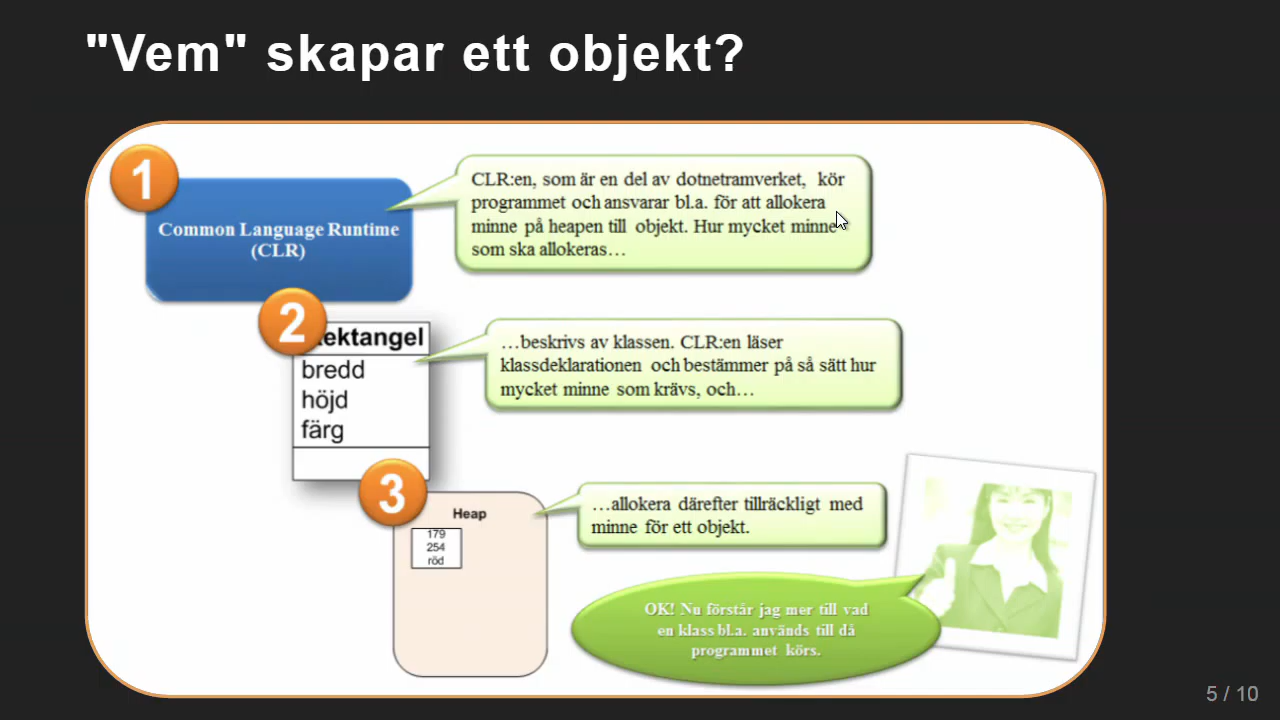 "Vem" skapar ett objekt?
1
Common Language Runtime
(CLR)
CLR:en, som är en del av dotnetramverket, kör
programmet och ansvarar bl.a. för att allokera
minne på heapen till objekt. Hur mycket minne
som ska allokeras…
2
ektangel
bredd
höjd
färg
…beskrivs av klassen. CLR:en läser
klassdeklarationen och bestämmer på så sätt hur
mycket minne som krävs, och…
3
Heap
179
254
röd
…allokera därefter tillräckligt med
minne för ett objekt.
OK! Nu förstår jag mer till vad
en klass bl.a. används till då
programmet körs.
5 / 10